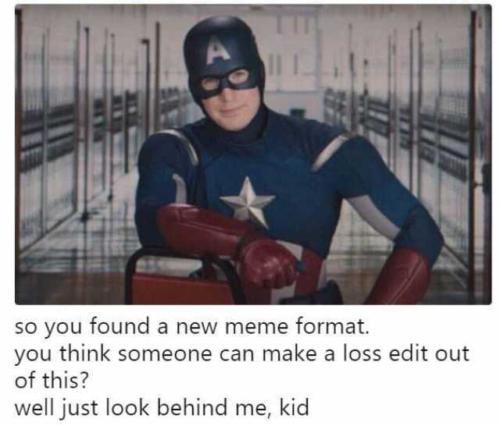 A
so you found a new meme format.
you think someone can make a loss edit out
of this?
well just look behind me, kid